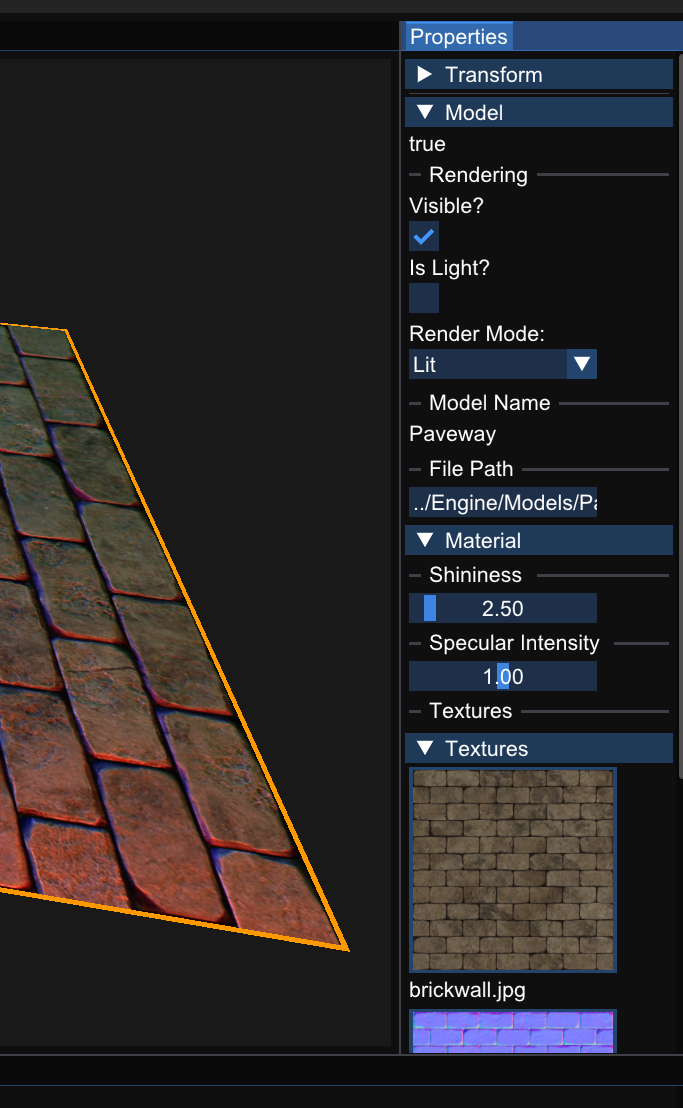 Properties
Transform
Model
true
Rendering
Visible?
Is Light?
Render Mode:
Lit
Model Name
Paveway
File Path
../Engine/Models/Pa
Material
Shininess
2.50
Specular Intensity
1.00
Textures
Textures
brickwall.jpg